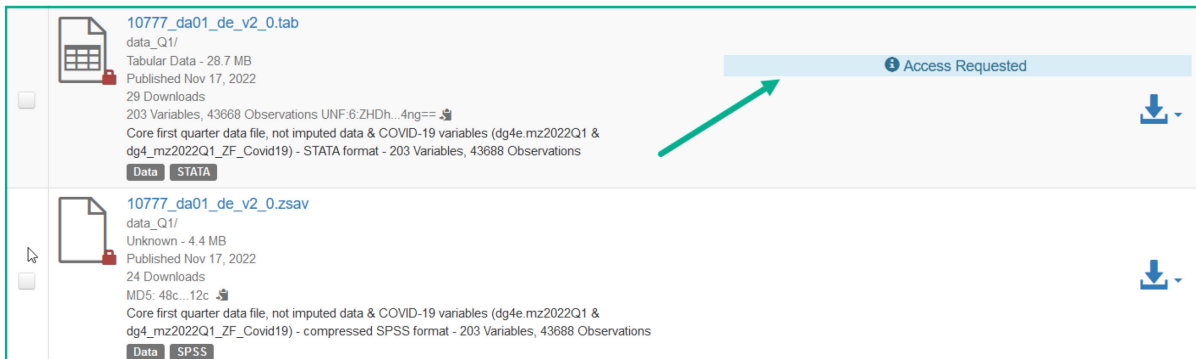 10777_da01_de_v2_0.tab
data_Q1/
Tabular Data - 28.7 MB
Published Nov 17, 2022
29 Downloads
203 Variables, 43668 Observations UNF:6:ZHDh...4ng==
Core first quarter data file, not imputed data & COVID-19 variables (dg4e.mz2022Q1 &
dg4_mz2022Q1_ZF_Covid19) - STATA format - 203 Variables, 43688 Observations
Data STATA
Access Requested
10777_da01_de_v2_0.zsav
data_Q1/
Unknown - 4.4 MB
Published Nov 17, 2022
24 Downloads
MD5: 48c...12c
Core first quarter data file, not imputed data & COVID-19 variables (dg4e.mz2022Q1 &
dg4_mz2022Q1_ZF_Covid19) - compressed SPSS format - 203 Variables, 43688 Observations
Data SPSS